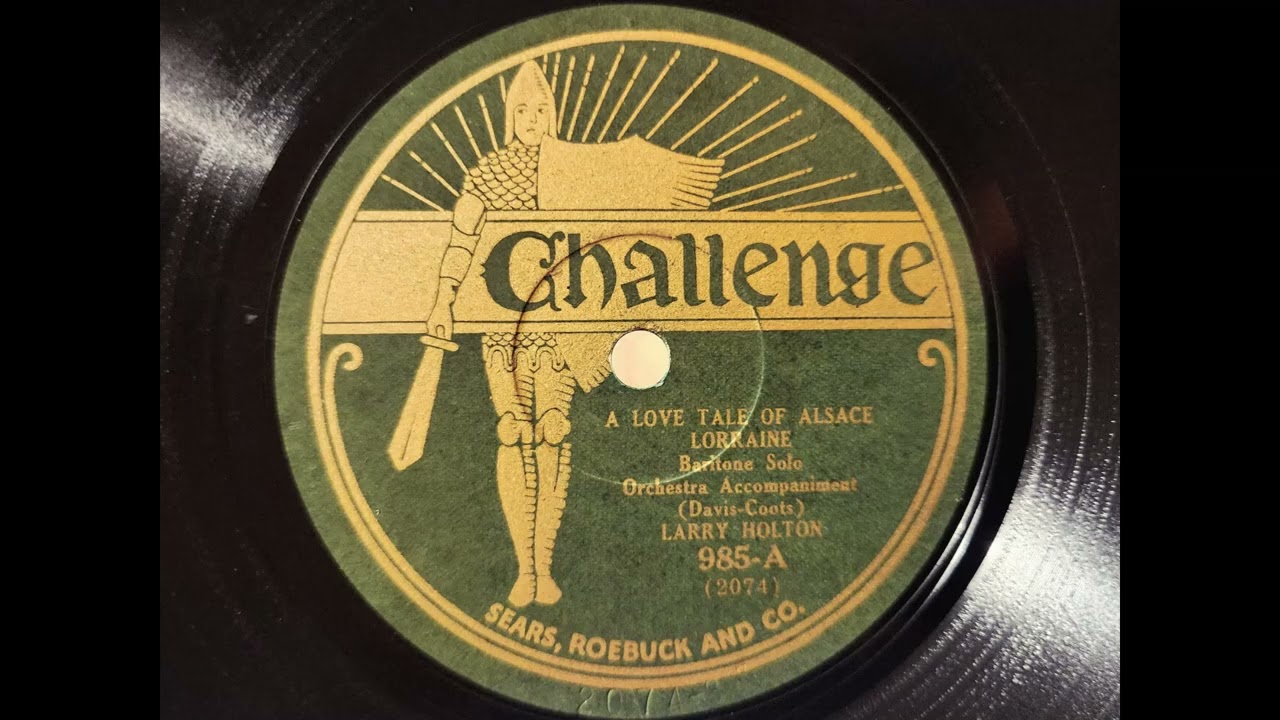 Challenge
A LOVE TALE OF ALSACE
LORRAINE
Baritone Solo
Orchestra Accompaniment
(Davis-Coots)
LARRY HOLTON
985-A
(2074)
SEARS, ROEBUCK AND CO.